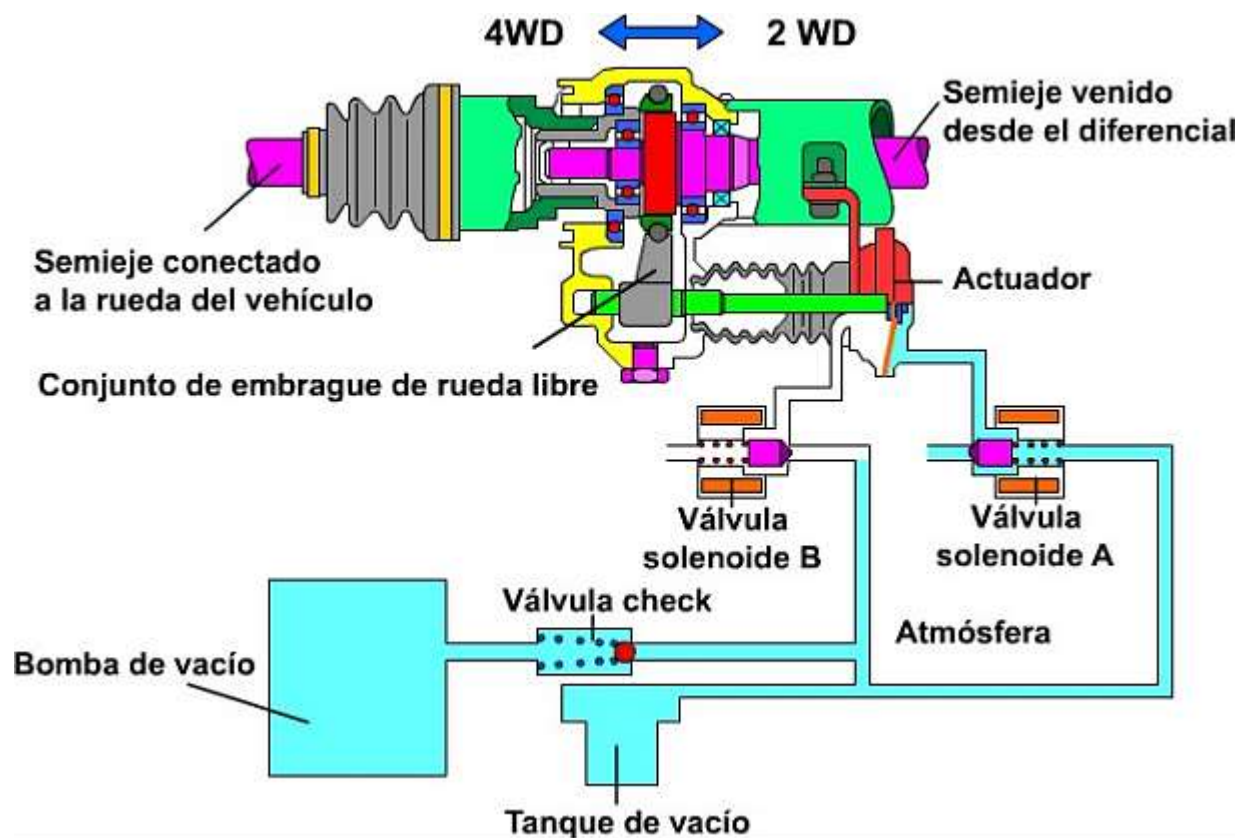 4WD
2 WD
Semieje venido
desde el diferencial
Semieje conectado
a la rueda del vehículo
Actuador
Conjunto de embrague de rueda libre
Válvula
solenoide B
Válvula
solenoide A
Válvula check
Atmósfera
Bomba de vacío
Tanque de vacío